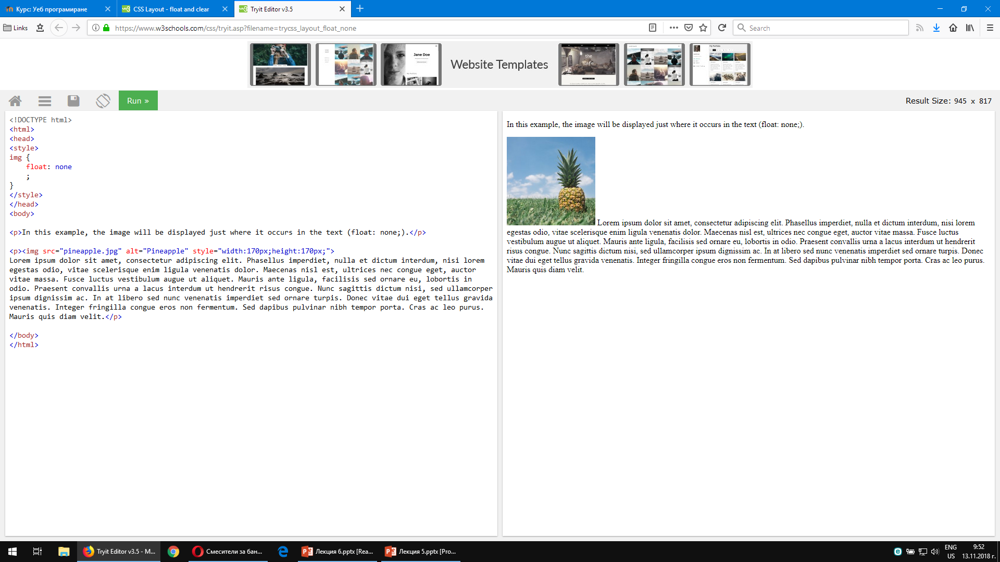 Курс: Уеб програмиране
CSS Layout - float and clear
Tryit Editor v3.5
Links
https://www.w3schools.com/css/tryit.asp?filename=trycss_layout_float_none
Search
Jane Doe
My Portfolio
Website Templates
the
Cafe
My Portfolio
Run »
Result Size: 945 x 817
<!DOCTYPE html>
<html>
<head>
<style>
img {
    float: none
    ;
}
</style>
</head>
<body>
<p>In this example, the image will be displayed just where it occurs in the text (float: none;).</p>
<p><img src="pineapple.jpg" alt="Pineapple" style="width:170px;height:170px;">
Lorem ipsum dolor sit amet, consectetur adipiscing elit. Phasellus imperdiet, nulla et dictum interdum, nisi lorem
egestas odio, vitae scelerisque enim ligula venenatis dolor. Maecenas nisl est, ultrices nec congue eget, auctor
vitae massa. Fusce luctus vestibulum augue ut aliquet. Mauris ante ligula, facilisis sed ornare eu, lobortis in
odio. Praesent convallis urna a lacus interdum ut hendrerit risus congue. Nunc sagittis dictum nisi, sed ullamcorper
ipsum dignissim ac. In at libero sed nunc venenatis imperdiet sed ornare turpis. Donec vitae dui eget tellus gravida
venenatis. Integer fringilla congue eros non fermentum. Sed dapibus pulvinar nibh tempor porta. Cras ac leo purus.
Mauris quis diam velit.</p>
</body>
</html>
In this example, the image will be displayed just where it occurs in the text (float: none;).
Lorem ipsum dolor sit amet, consectetur adipiscing elit. Phasellus imperdiet, nulla et dictum interdum, nisi lorem
egestas odio, vitae scelerisque enim ligula venenatis dolor. Maecenas nisl est, ultrices nec congue eget, auctor vitae massa. Fusce luctus
vestibulum augue ut aliquet. Mauris ante ligula, facilisis sed ornare eu, lobortis in odio. Praesent convallis urna a lacus interdum ut hendrerit
risus congue. Nunc sagittis dictum nisi, sed ullamcorper ipsum dignissim ac. In at libero sed nunc venenatis imperdiet sed ornare turpis. Donec
vitae dui eget tellus gravida venenatis. Integer fringilla congue eros non fermentum. Sed dapibus pulvinar nibh tempor porta. Cras ac leo purus.
Mauris quis diam velit.
Tryit Editor v3.5 - M...
Смесители за бан...
Лекция 6.pptx [Rea...
Лекция 5.pptx [Pro...
ENG
US
9:52
13.11.2018 г.